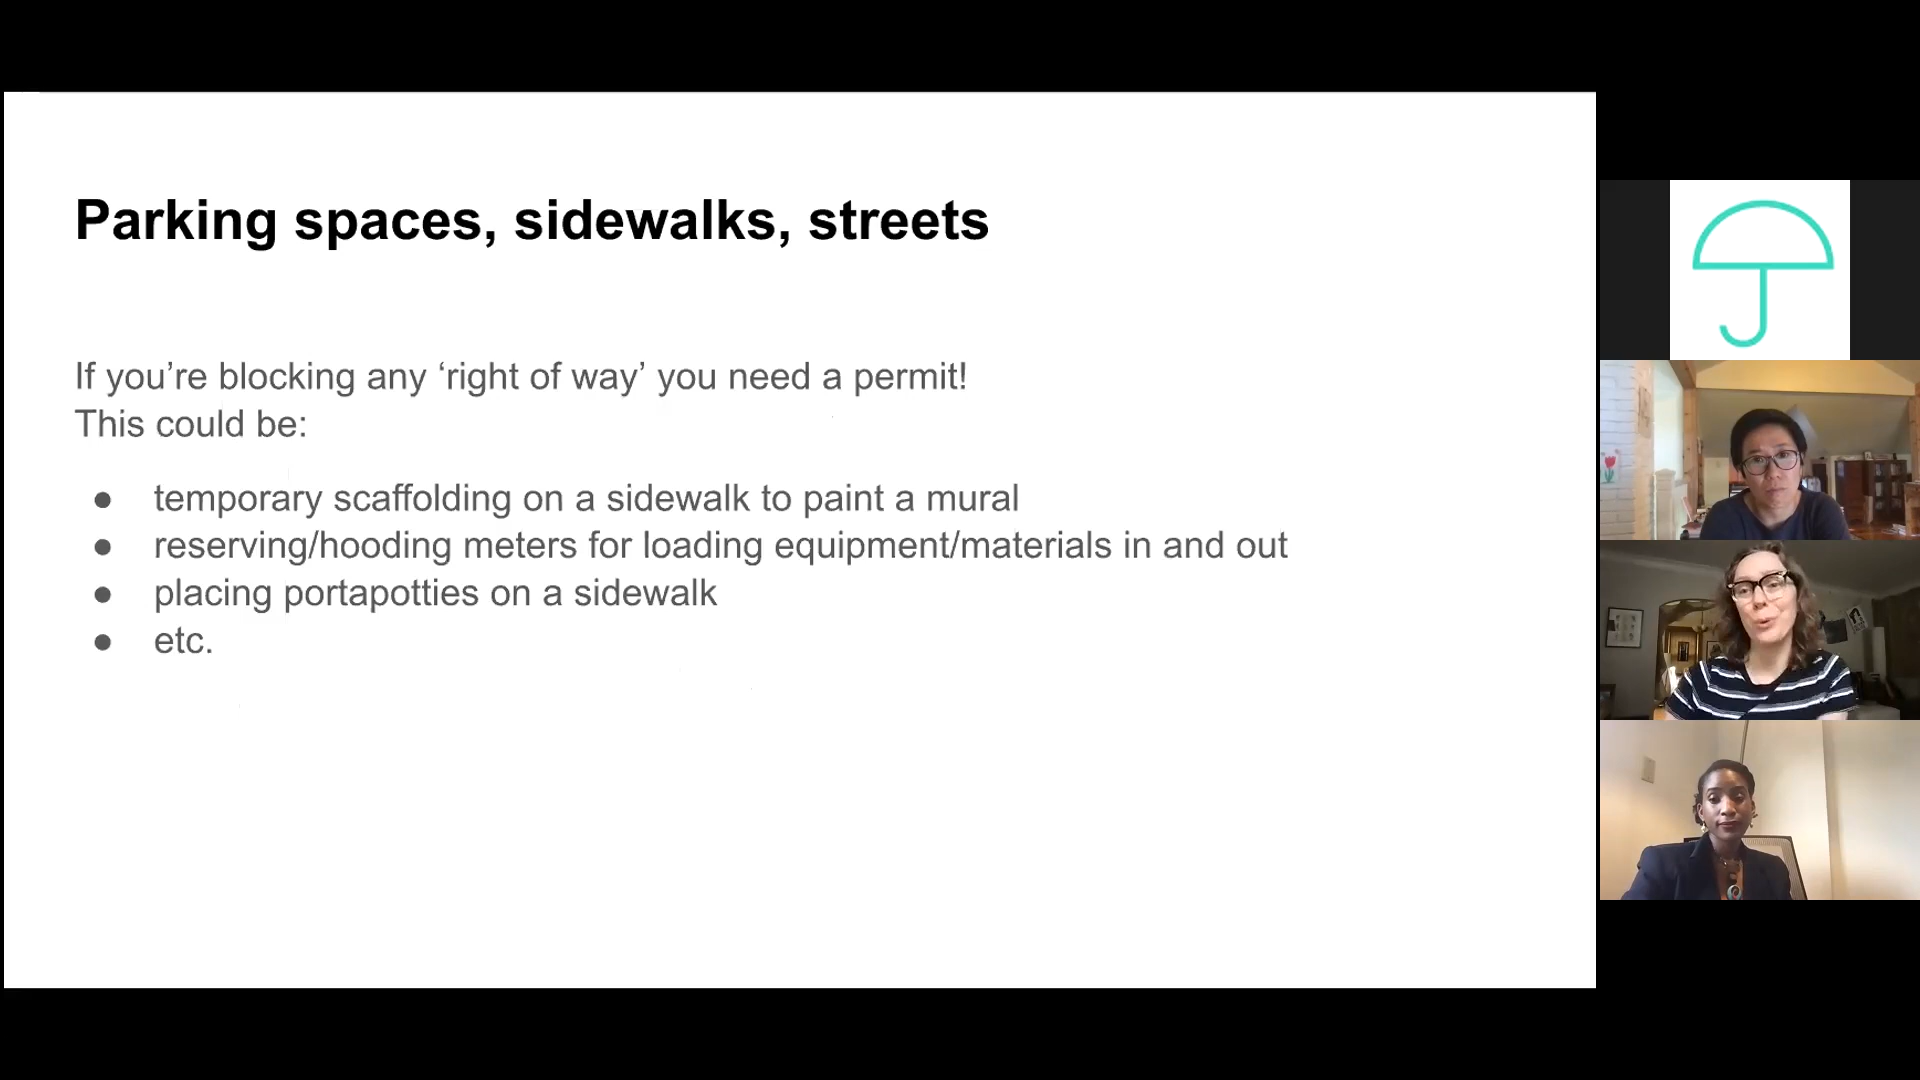 Parking spaces, sidewalks, streets
If you’re blocking any ‘right of way’ you need a permit!
This could be:
● temporary scaffolding on a sidewalk to paint a mural
● reserving/hooding meters for loading equipment/materials in and out
● placing portapotties on a sidewalk
● etc.